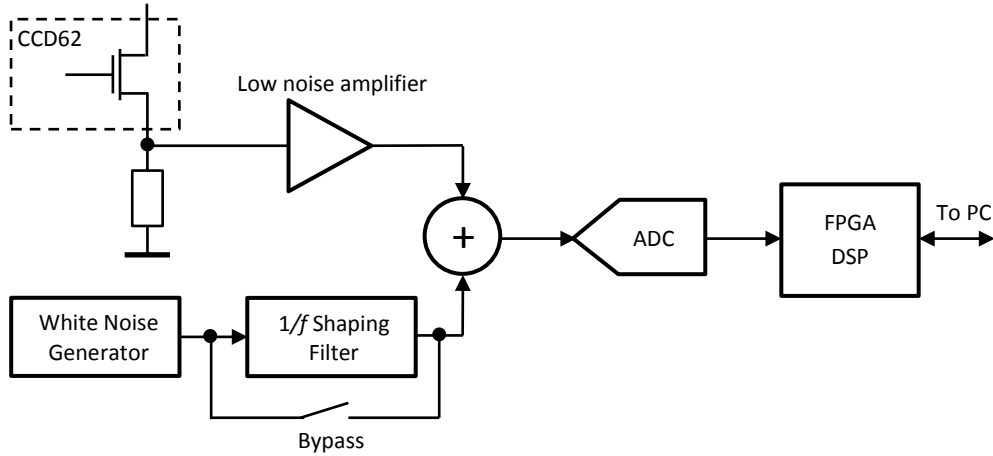 CCD62
Low noise amplifier
+
ADC
FPGA
DSP
To PC
White Noise
Generator
1/f Shaping
Filter
Bypass